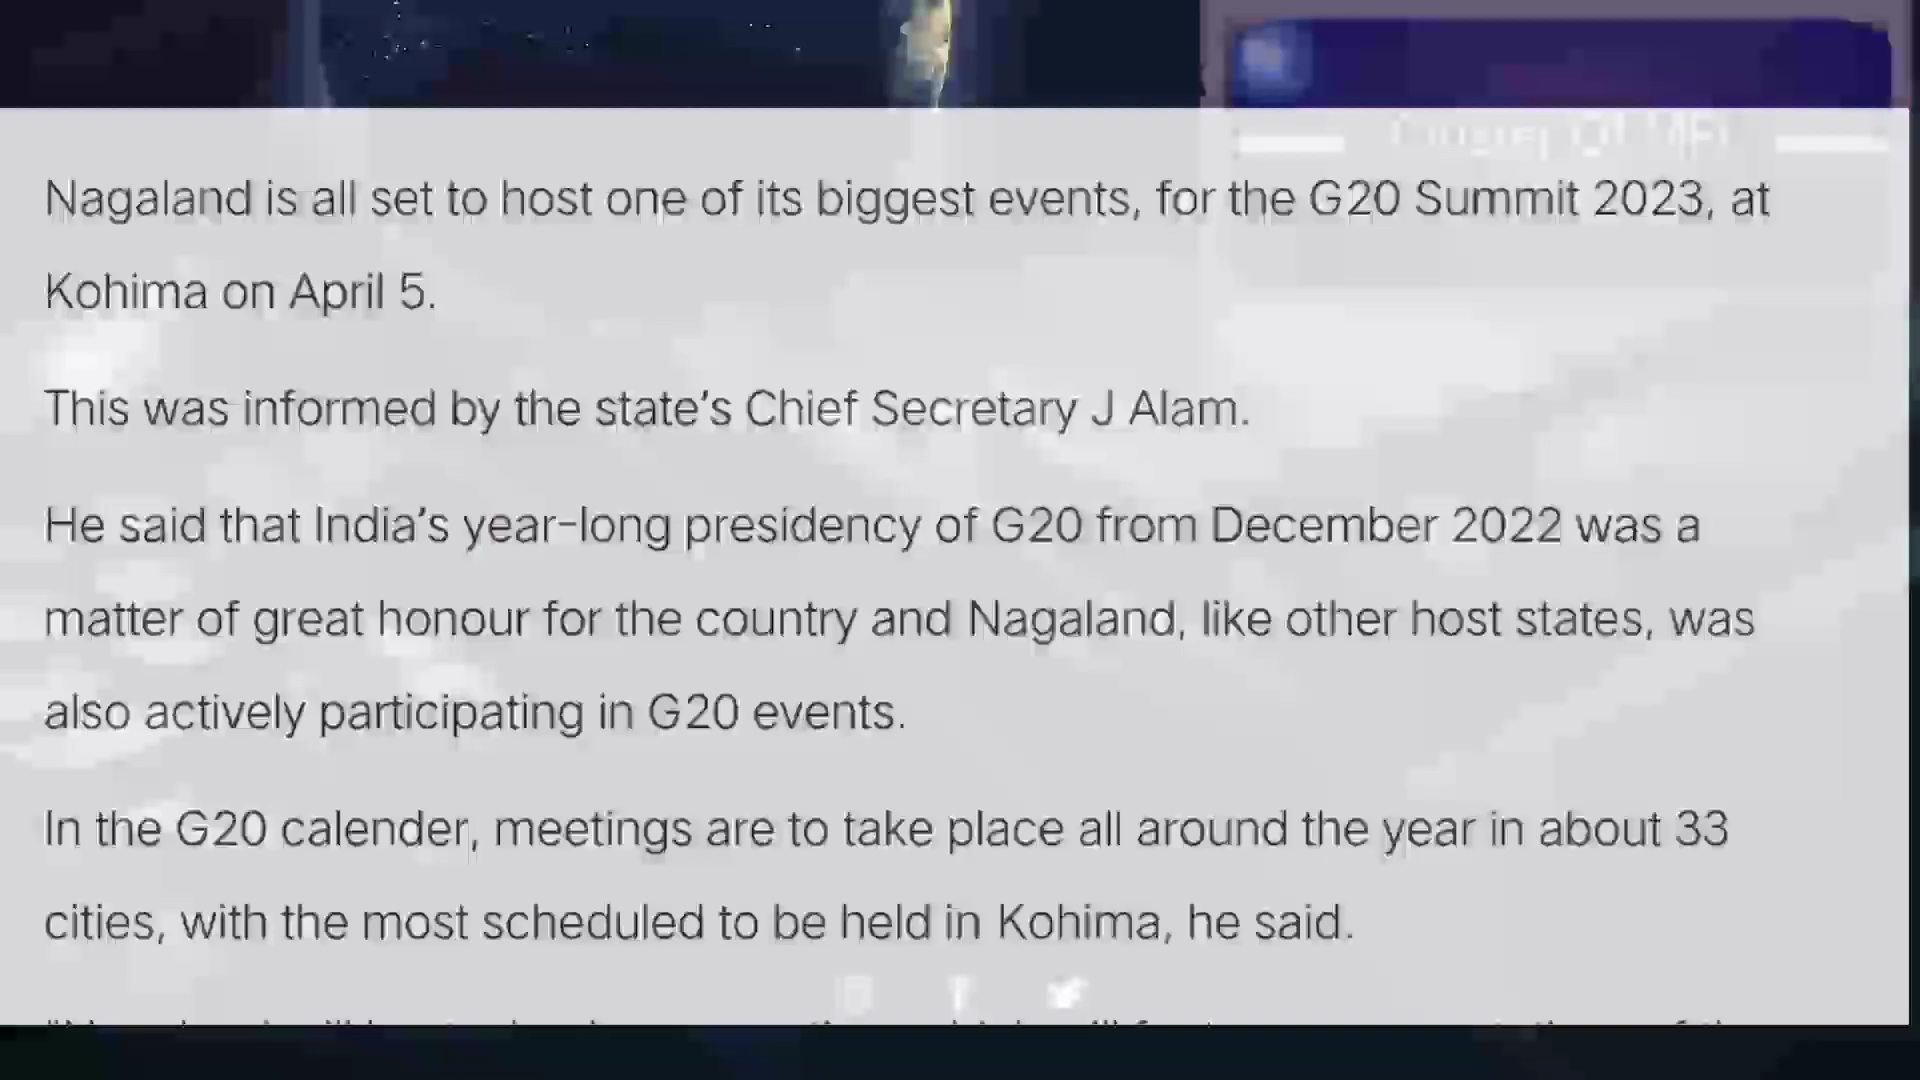 Nagaland is all set to host one of its biggest events, for the G20 Summit 2023, at
Kohima on April 5.
This was informed by the state's Chief Secretary J Alam.
He said that India's year-long presidency of G20 from December 2022 was a
matter of great honour for the country and Nagaland, like other host states, was
also actively participating in G20 events.
In the G20 calender, meetings are to take place all around the year in about 33
cities, with the most scheduled to be held in Kohima, he said.